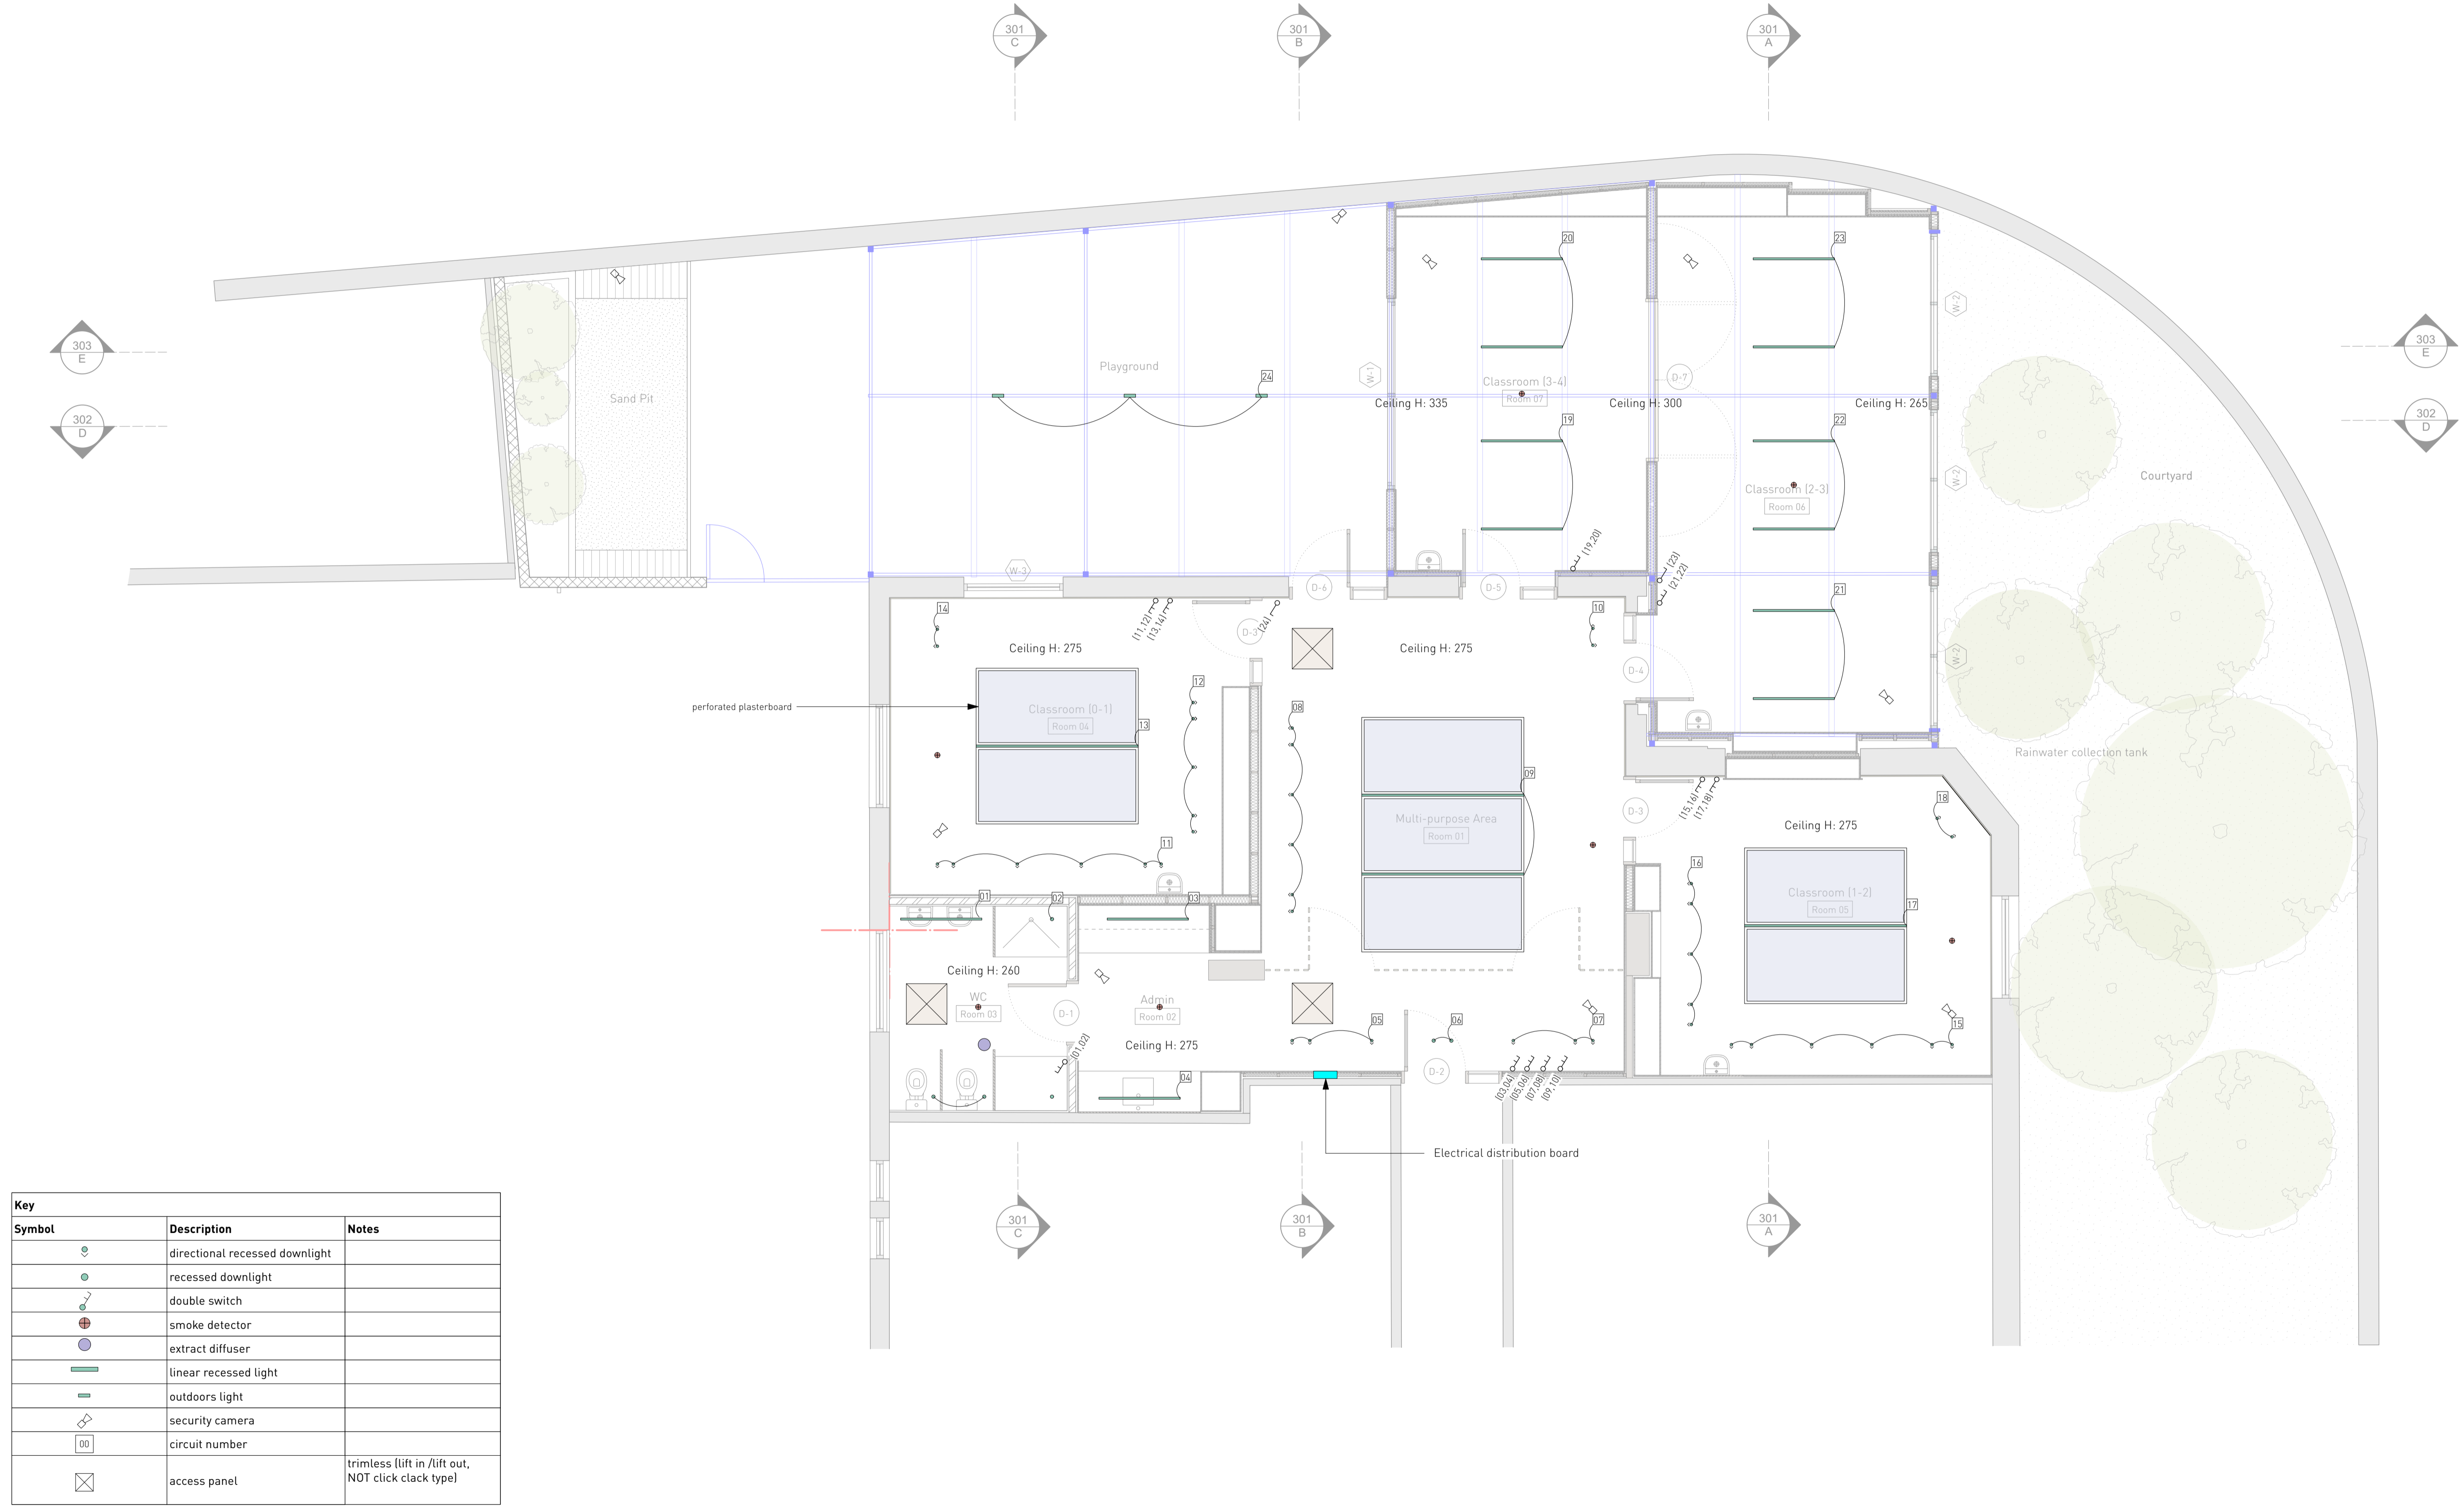 301
C
301
B
301
A
20
23
W-2
303
E
303
E
Playground
24
W-1
Classroom (3-4)
Room 07
D-7
Sand Pit
Ceiling H: 335
Ceiling H: 300
Ceiling H: 265
302
D
302
D
19
22
W-2
Courtyard
Classroom (2-3)
Room 06
(19,20)
(23)
(21,22)
W-3
D-6
D-5
21
14
(11,12)
(13,14)
(24)
D-3
10
Ceiling H: 275
Ceiling H: 275
W-2
D-4
12
perforated plasterboard
Classroom (0-1)
Room 04
08
13
Rainwater collection tank
09
Multi-purpose Area
Room 01
D-3
(15,16)
(17,18)
18
Ceiling H: 275
11
16
01
02
03
Classroom (1-2)
Room 05
17
Ceiling H: 260
WC
Room 03
D-1
Admin
Room 02
05
06
07
15
(01,02)
Ceiling H: 275
04
D-2
(03,04)
(05,06)
(07,08)
(09,10)
Electrical distribution board
301
C
301
B
301
A
Key
Symbol Description Notes
directional recessed downlight
recessed downlight
double switch
smoke detector
extract diffuser
linear recessed light
outdoors light
security camera
00 circuit number
access panel
trimless (lift in /lift out,
NOT click clack type)